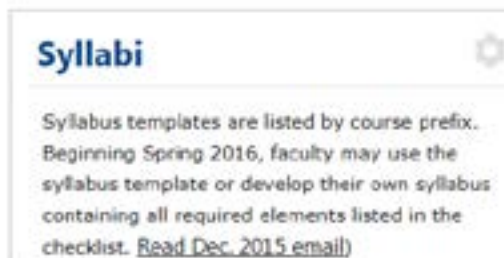 Syllabi
Syllabus templates are listed by course prefix.
Beginning Spring 2016, faculty may use the
syllabus template or develop their own syllabus
containing all required elements listed in the
checklist. Read Dec. 2015 email)